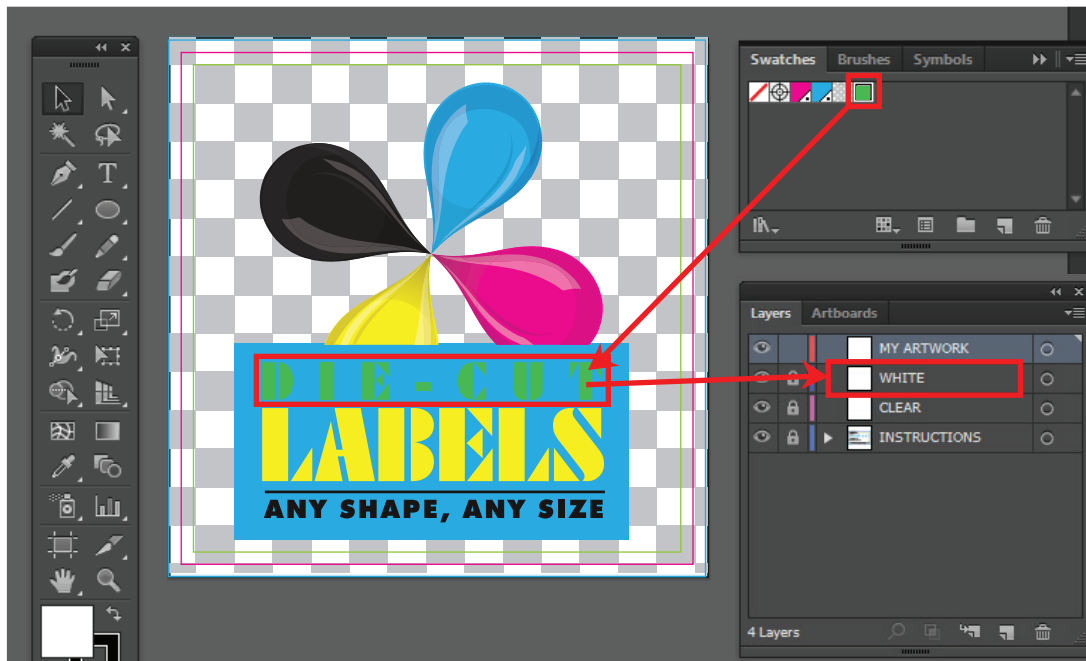 Swatches Brushes Symbols
DIE-CUT
LABELS
ANY SHAPE, ANY SIZE
Layers Artboards
MY ARTWORK
WHITE
CLEAR
INSTRUCTIONS
4 Layers